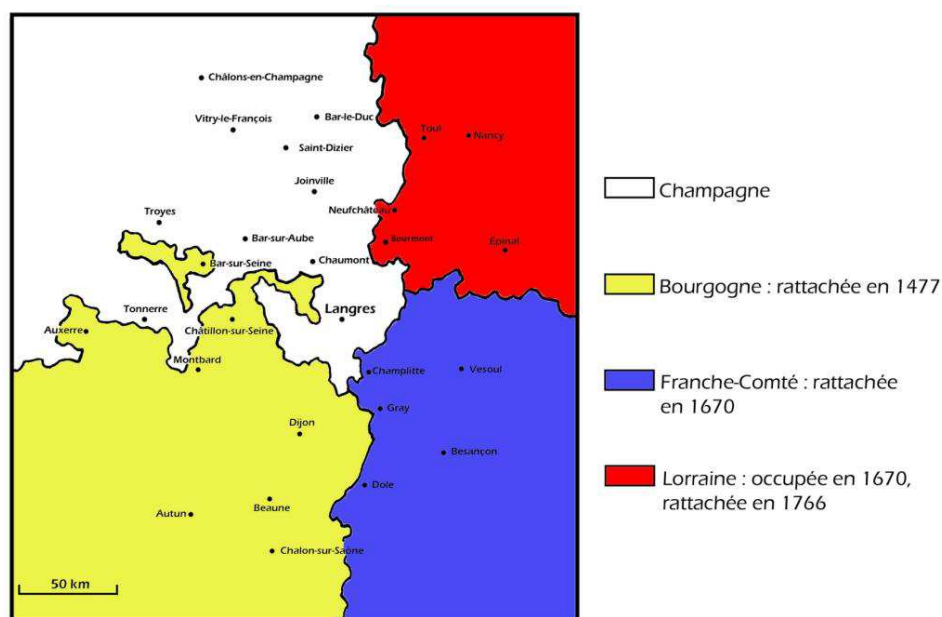 Châlons-en-Champagne
Vitry-le-François
Bar-le-Duc
Toul
Nancy
Saint-Dizier
Joinville
Neufchâteau
Troyes
Bar-sur-Aube
Bourmont
Epinal
Chaumont
Bar-sur-Seine
Tonnerre
Langres
Auxerre
Châtillon-sur-Seine
Montbard
Champlitte
Vesoul
Gray
Dijon
Besançon
Dole
Beaune
Autun
Chalon-sur-Saône
50 km
Champagne
Bourgogne : rattachée en 1477
Franche-Comté : rattachée
en 1670
Lorraine : occupée en 1670,
rattachée en 1766